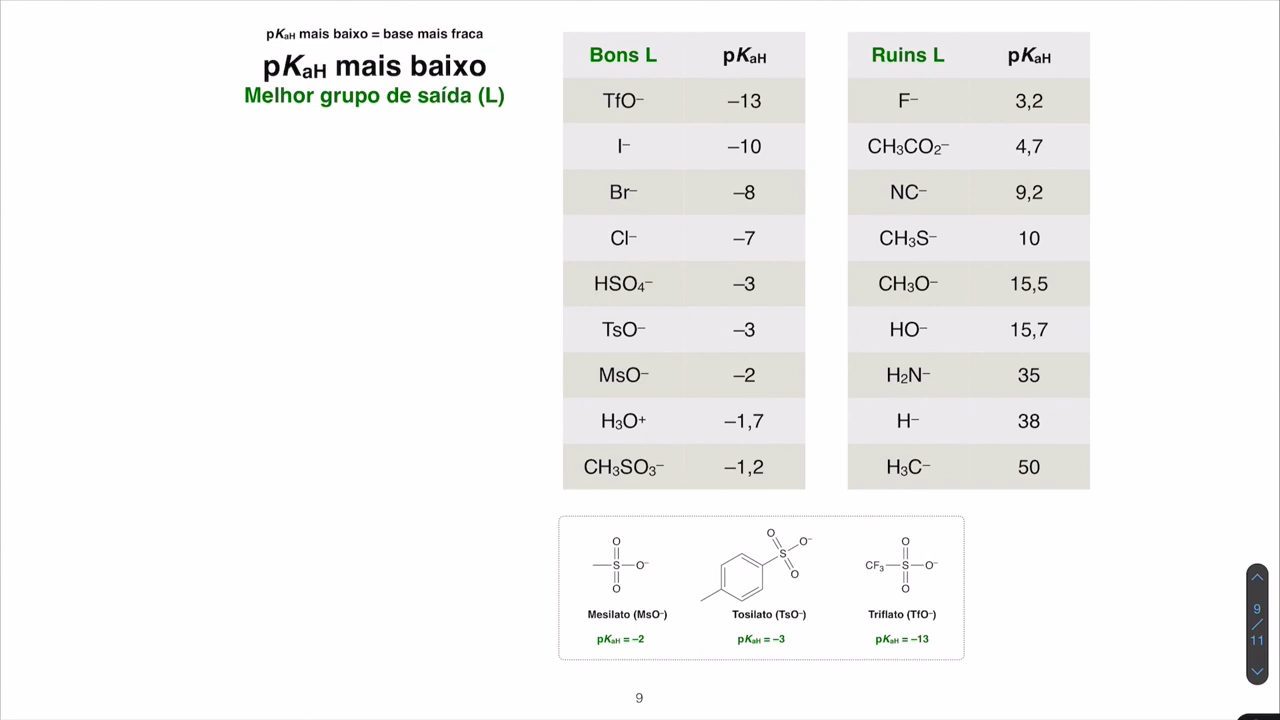 pKaH mais baixo = base mais fraca
pKaH mais baixo
Melhor grupo de saída (L)
Bons L pKaH
TfO⁻ –13
I⁻ –10
Br⁻ –8
Cl⁻ –7
HSO₄⁻ –3
TsO⁻ –3
MsO⁻ –2
H₃O⁺ –1,7
CH₃SO₃⁻ –1,2
Ruins L pKaH
F⁻ 3,2
CH₃CO₂⁻ 4,7
NC⁻ 9,2
CH₃S⁻ 10
CH₃O⁻ 15,5
HO⁻ 15,7
H₂N⁻ 35
H⁻ 38
H₃C⁻ 50
O
S O⁻
O
Mesilato (MsO⁻)
pKaH = –2
O
S O⁻
O
Tosilato (TsO⁻)
pKaH = –3
O
CF₃ S O⁻
O
Triflato (TfO⁻)
pKaH = –13
9
9
/
11